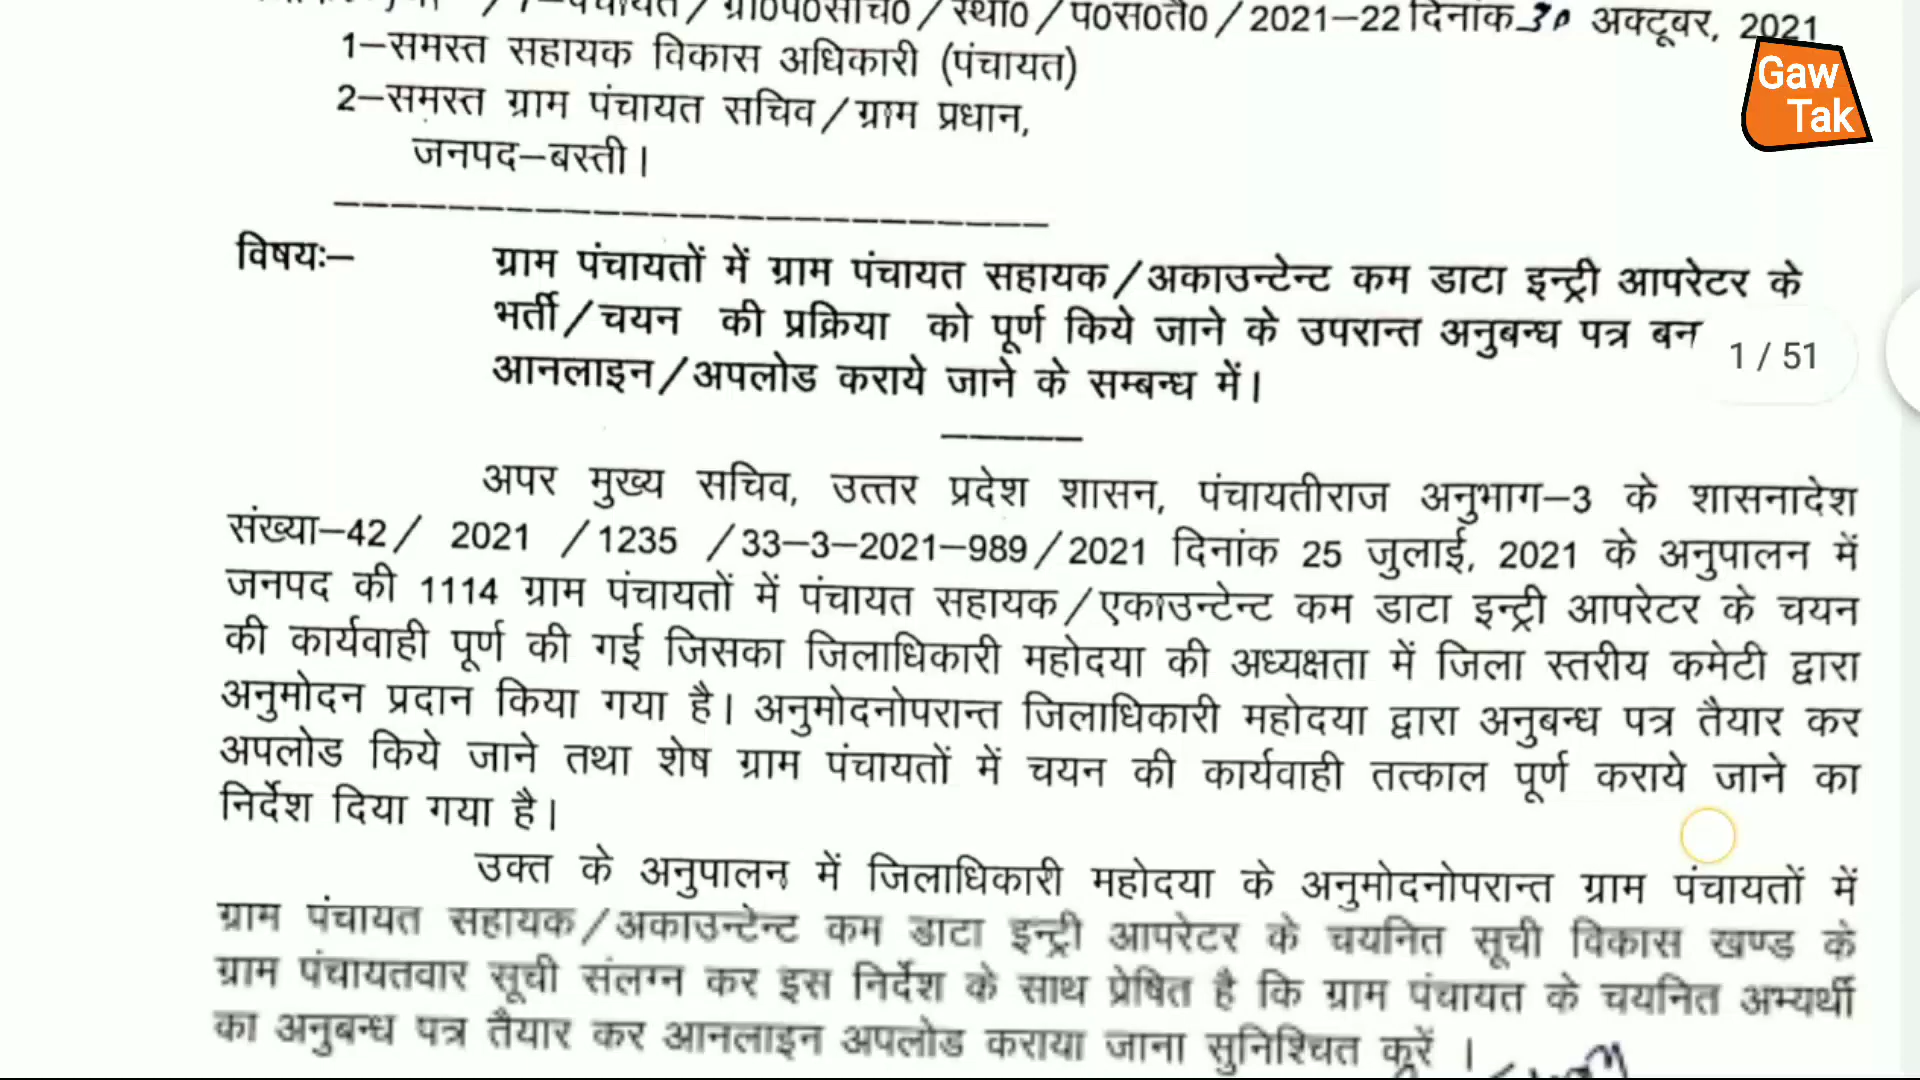 / 7–पंचायत / ग्रा0पं0सचि0 / स्था0 / पं0स0तै0 / 2021–22 दिनांक 30 अक्टूबर, 2021
1–समस्त सहायक विकास अधिकारी (पंचायत)
2–समस्त ग्राम पंचायत सचिव / ग्राम प्रधान,
जनपद–बस्ती।
Gaw
Tak
विषयः– ग्राम पंचायतों में ग्राम पंचायत सहायक / अकाउन्टेन्ट कम डाटा इन्ट्री आपरेटर के
भर्ती / चयन की प्रक्रिया को पूर्ण किये जाने के उपरान्त अनुबन्ध पत्र बन
1 / 51
आनलाइन / अपलोड कराये जाने के सम्बन्ध में।
अपर मुख्य सचिव, उत्तर प्रदेश शासन, पंचायतीराज अनुभाग–3 के शासनादेश
संख्या–42 / 2021 / 1235 / 33–3–2021–989 / 2021 दिनांक 25 जुलाई, 2021 के अनुपालन में
जनपद की 1114 ग्राम पंचायतों में पंचायत सहायक / एकाउन्टेन्ट कम डाटा इन्ट्री आपरेटर के चयन
की कार्यवाही पूर्ण की गई जिसका जिलाधिकारी महोदया की अध्यक्षता में जिला स्तरीय कमेटी द्वारा
अनुमोदन प्रदान किया गया है। अनुमोदनोपरान्त जिलाधिकारी महोदया द्वारा अनुबन्ध पत्र तैयार कर
अपलोड किये जाने तथा शेष ग्राम पंचायतों में चयन की कार्यवाही तत्काल पूर्ण कराये जाने का
निर्देश दिया गया है।
उक्त के अनुपालन में जिलाधिकारी महोदया के अनुमोदनोपरान्त ग्राम पंचायतों में
ग्राम पंचायत सहायक / अकाउन्टेन्ट कम डाटा इन्ट्री आपरेटर के चयनित सूची विकास खण्ड के
ग्राम पंचायतवार सूची संलग्न कर इस निर्देश के साथ प्रेषित है कि ग्राम पंचायत के चयनित अभ्यर्थी
का अनुबन्ध पत्र तैयार कर आनलाइन अपलोड कराया जाना सुनिश्चित करें ।